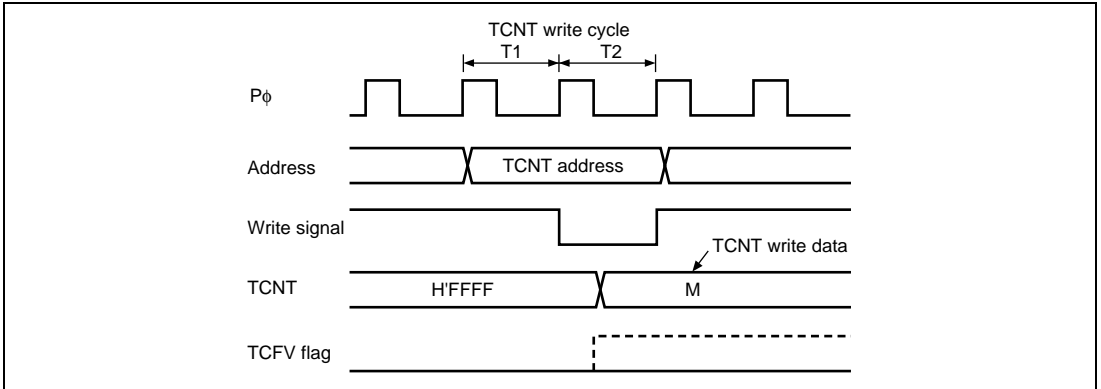 TCNT write cycle
T1 T2
Pϕ
Address TCNT address
Write signal
TCNT write data
TCNT H'FFFF M
TCFV flag